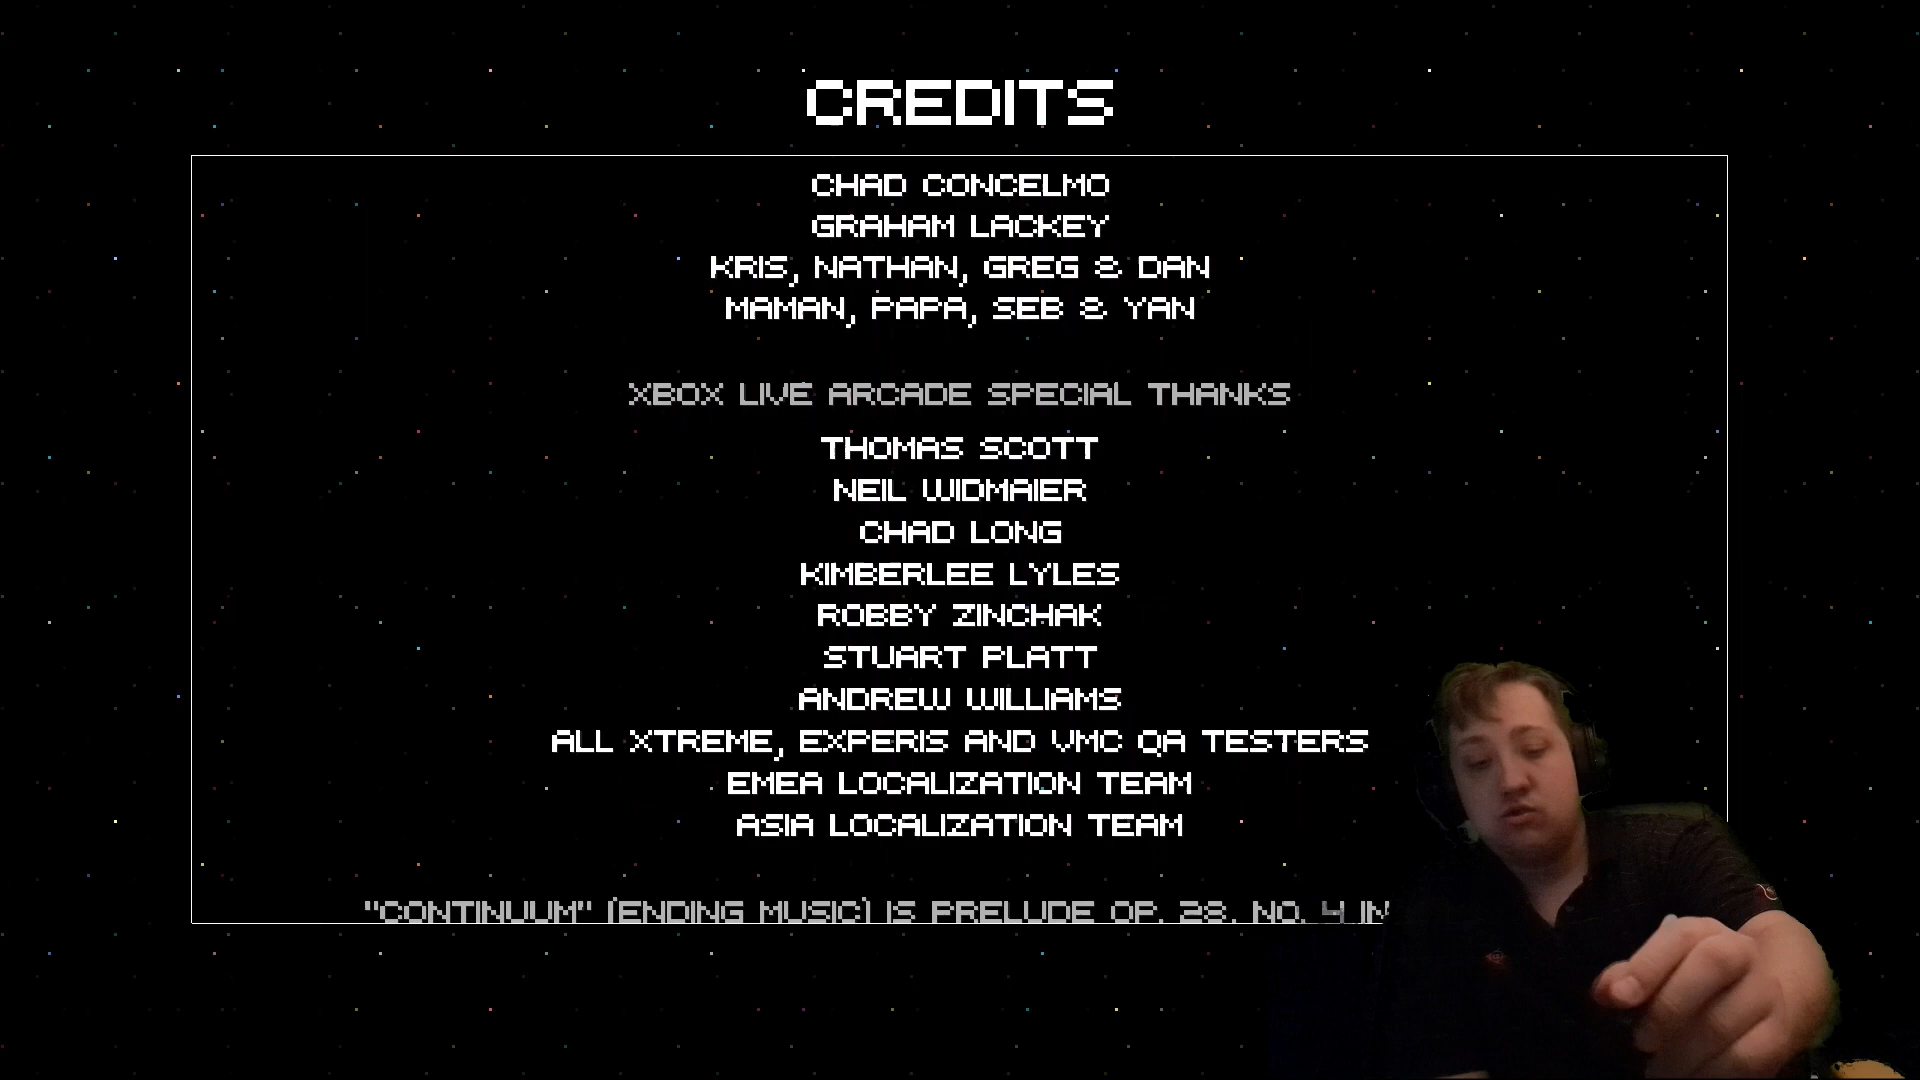 CREDITS
CHAD CONCELMO
GRAHAM LACKEY
KRIS, NATHAN, GREG & DAN
MAMAN, PAPA, SEB & YAN
XBOX LIVE ARCADE SPECIAL THANKS
THOMAS SCOTT
NEIL WIDMAIER
CHAD LONG
KIMBERLEE LYLES
ROBBY ZINCHAK
STUART PLATT
ANDREW WILLIAMS
ALL XTREME, EXPERIS AND VMC QA TESTERS
EMEA LOCALIZATION TEAM
ASIA LOCALIZATION TEAM
"CONTINUUM" (ENDING MUSIC) IS PRELUDE OP. 28, NO. 4 IN